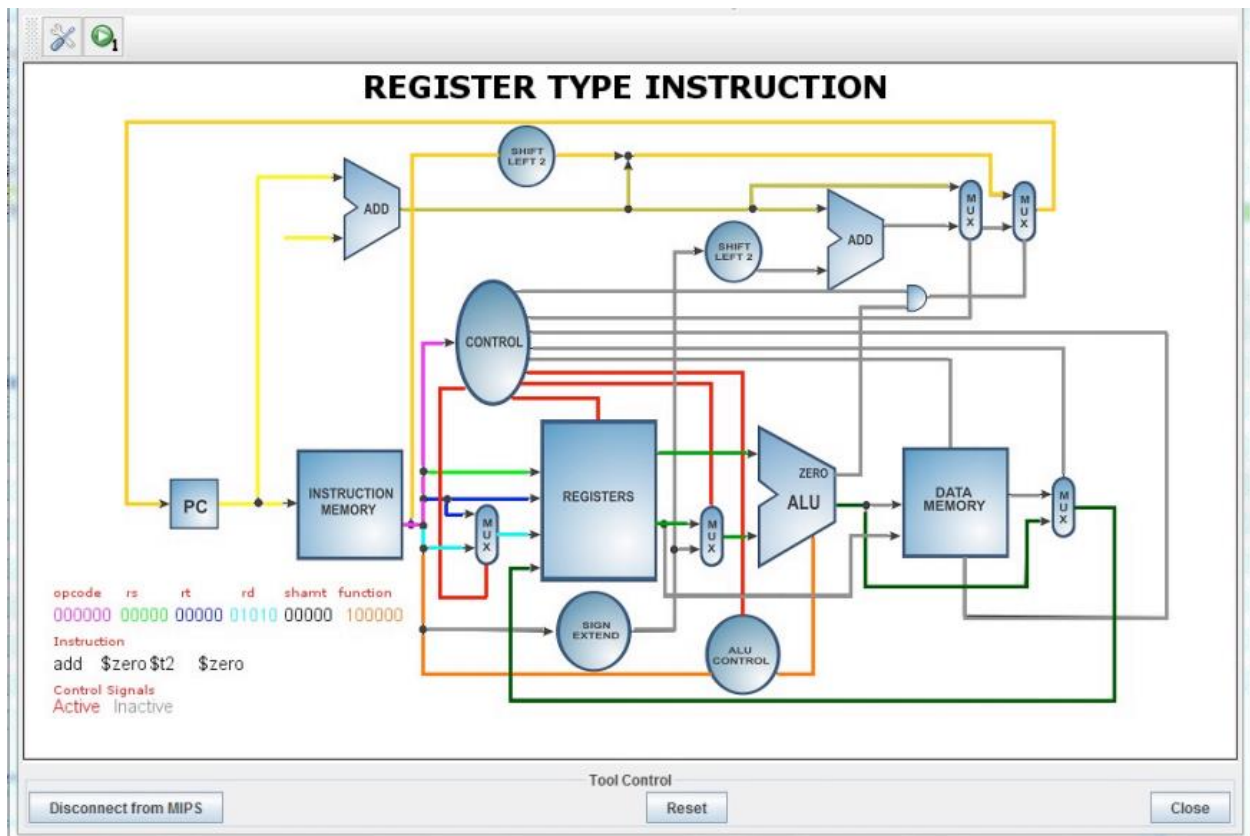 1
REGISTER TYPE INSTRUCTION
SHIFT
LEFT 2
ADD
MUX
MUX
SHIFT
LEFT 2
ADD
CONTROL
PC
INSTRUCTION
MEMORY
MUX
REGISTERS
MUX
ZERO
ALU
DATA
MEMORY
MUX
SIGN
EXTEND
ALU
CONTROL
opcode rs rt rd shamt function
000000 00000 00000 01010 00000 100000
Instruction
add $zero $t2 $zero
Control Signals
Active Inactive
Tool Control
Disconnect from MIPS Reset Close